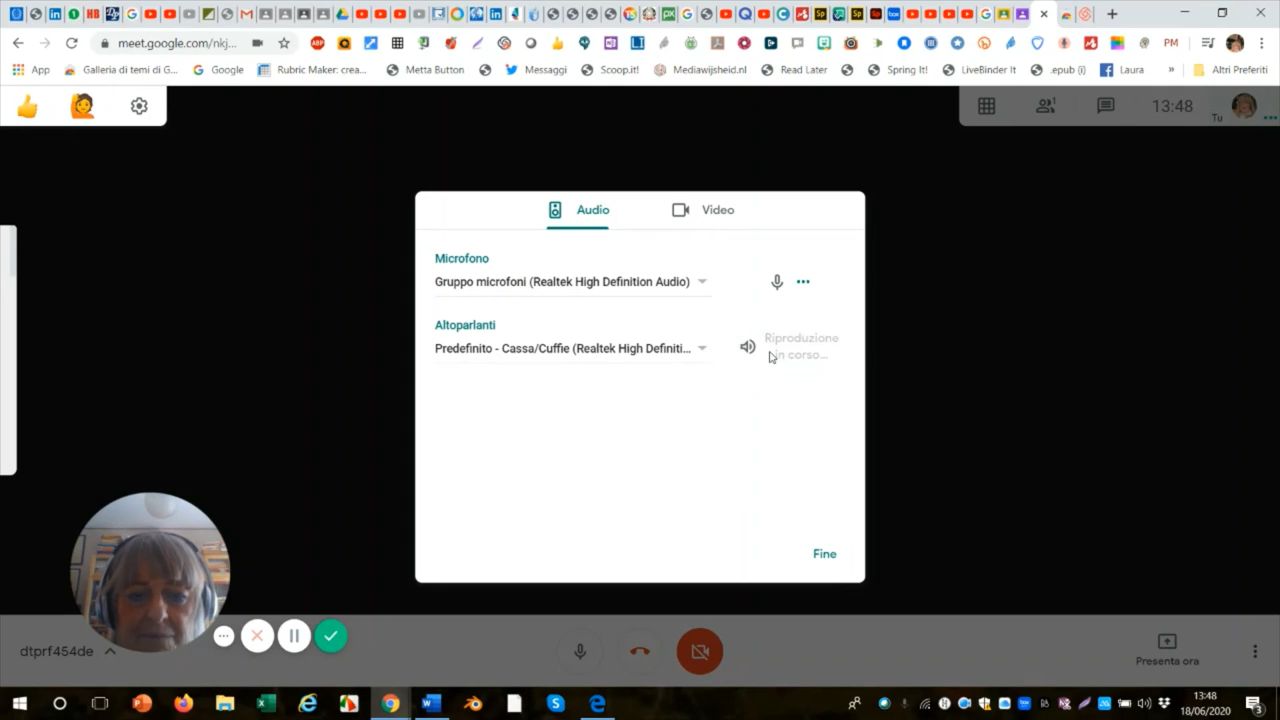 meet.google.com/nkj...
PM
App
Galleria di temi di G...
Google
Rubric Maker: crea...
Metta Button
Messaggi
Scoop.it!
Mediawijsheid.nl
Read Later
Spring It!
LiveBinder It
.epub (i)
Laura
»
Altri Preferiti
13:48
Tu
Audio
Video
Microfono
Gruppo microfoni (Realtek High Definition Audio)
Altoparlanti
Predefinito - Cassa/Cuffie (Realtek High Definiti...
Riproduzione
in corso...
Fine
dtprf454de
Presenta ora
13:48
18/06/2020